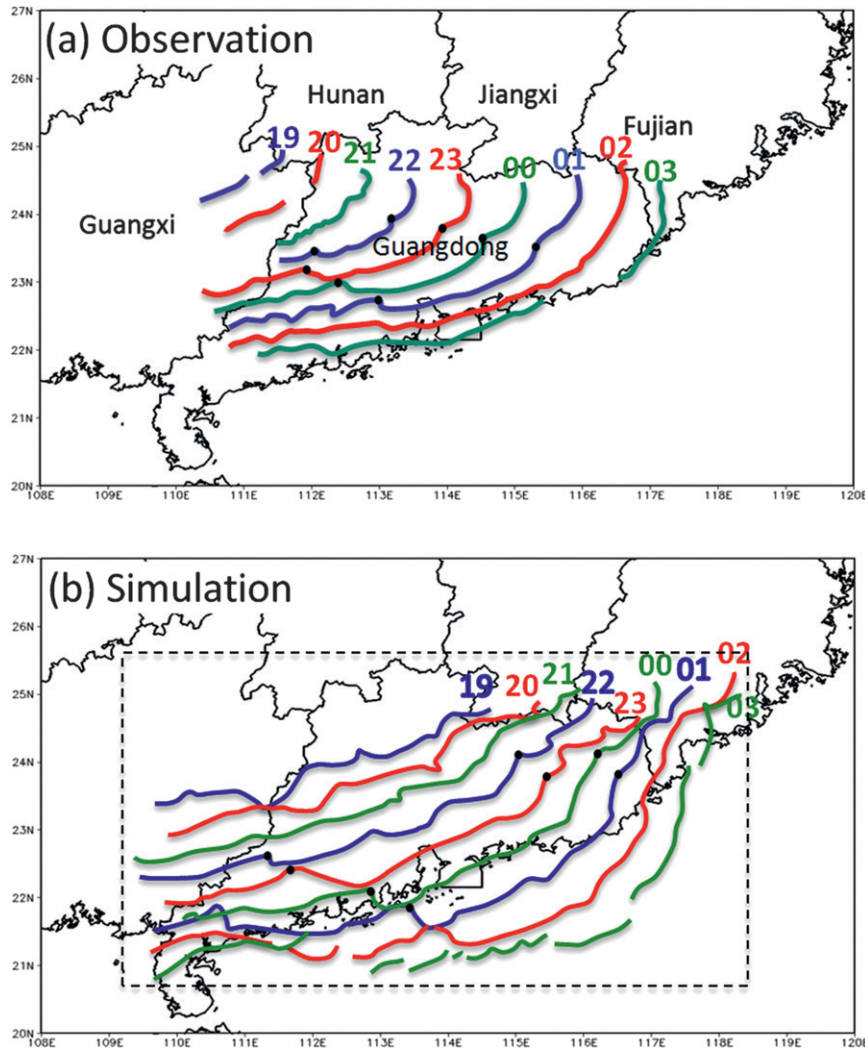 (a) Observation
27N
26N
25N
24N
23N
22N
21N
20N
Hunan
Jiangxi
Fujian
Guangxi
Guangdong
19
20
21
22
23
00
01
02
03
108E 109E 110E 111E 112E 113E 114E 115E 116E 117E 118E 119E 120E
(b) Simulation
27N
26N
25N
24N
23N
22N
21N
20N
19
20
21
22
23
00
01
02
03
108E 109E 110E 111E 112E 113E 114E 115E 116E 117E 118E 119E 120E